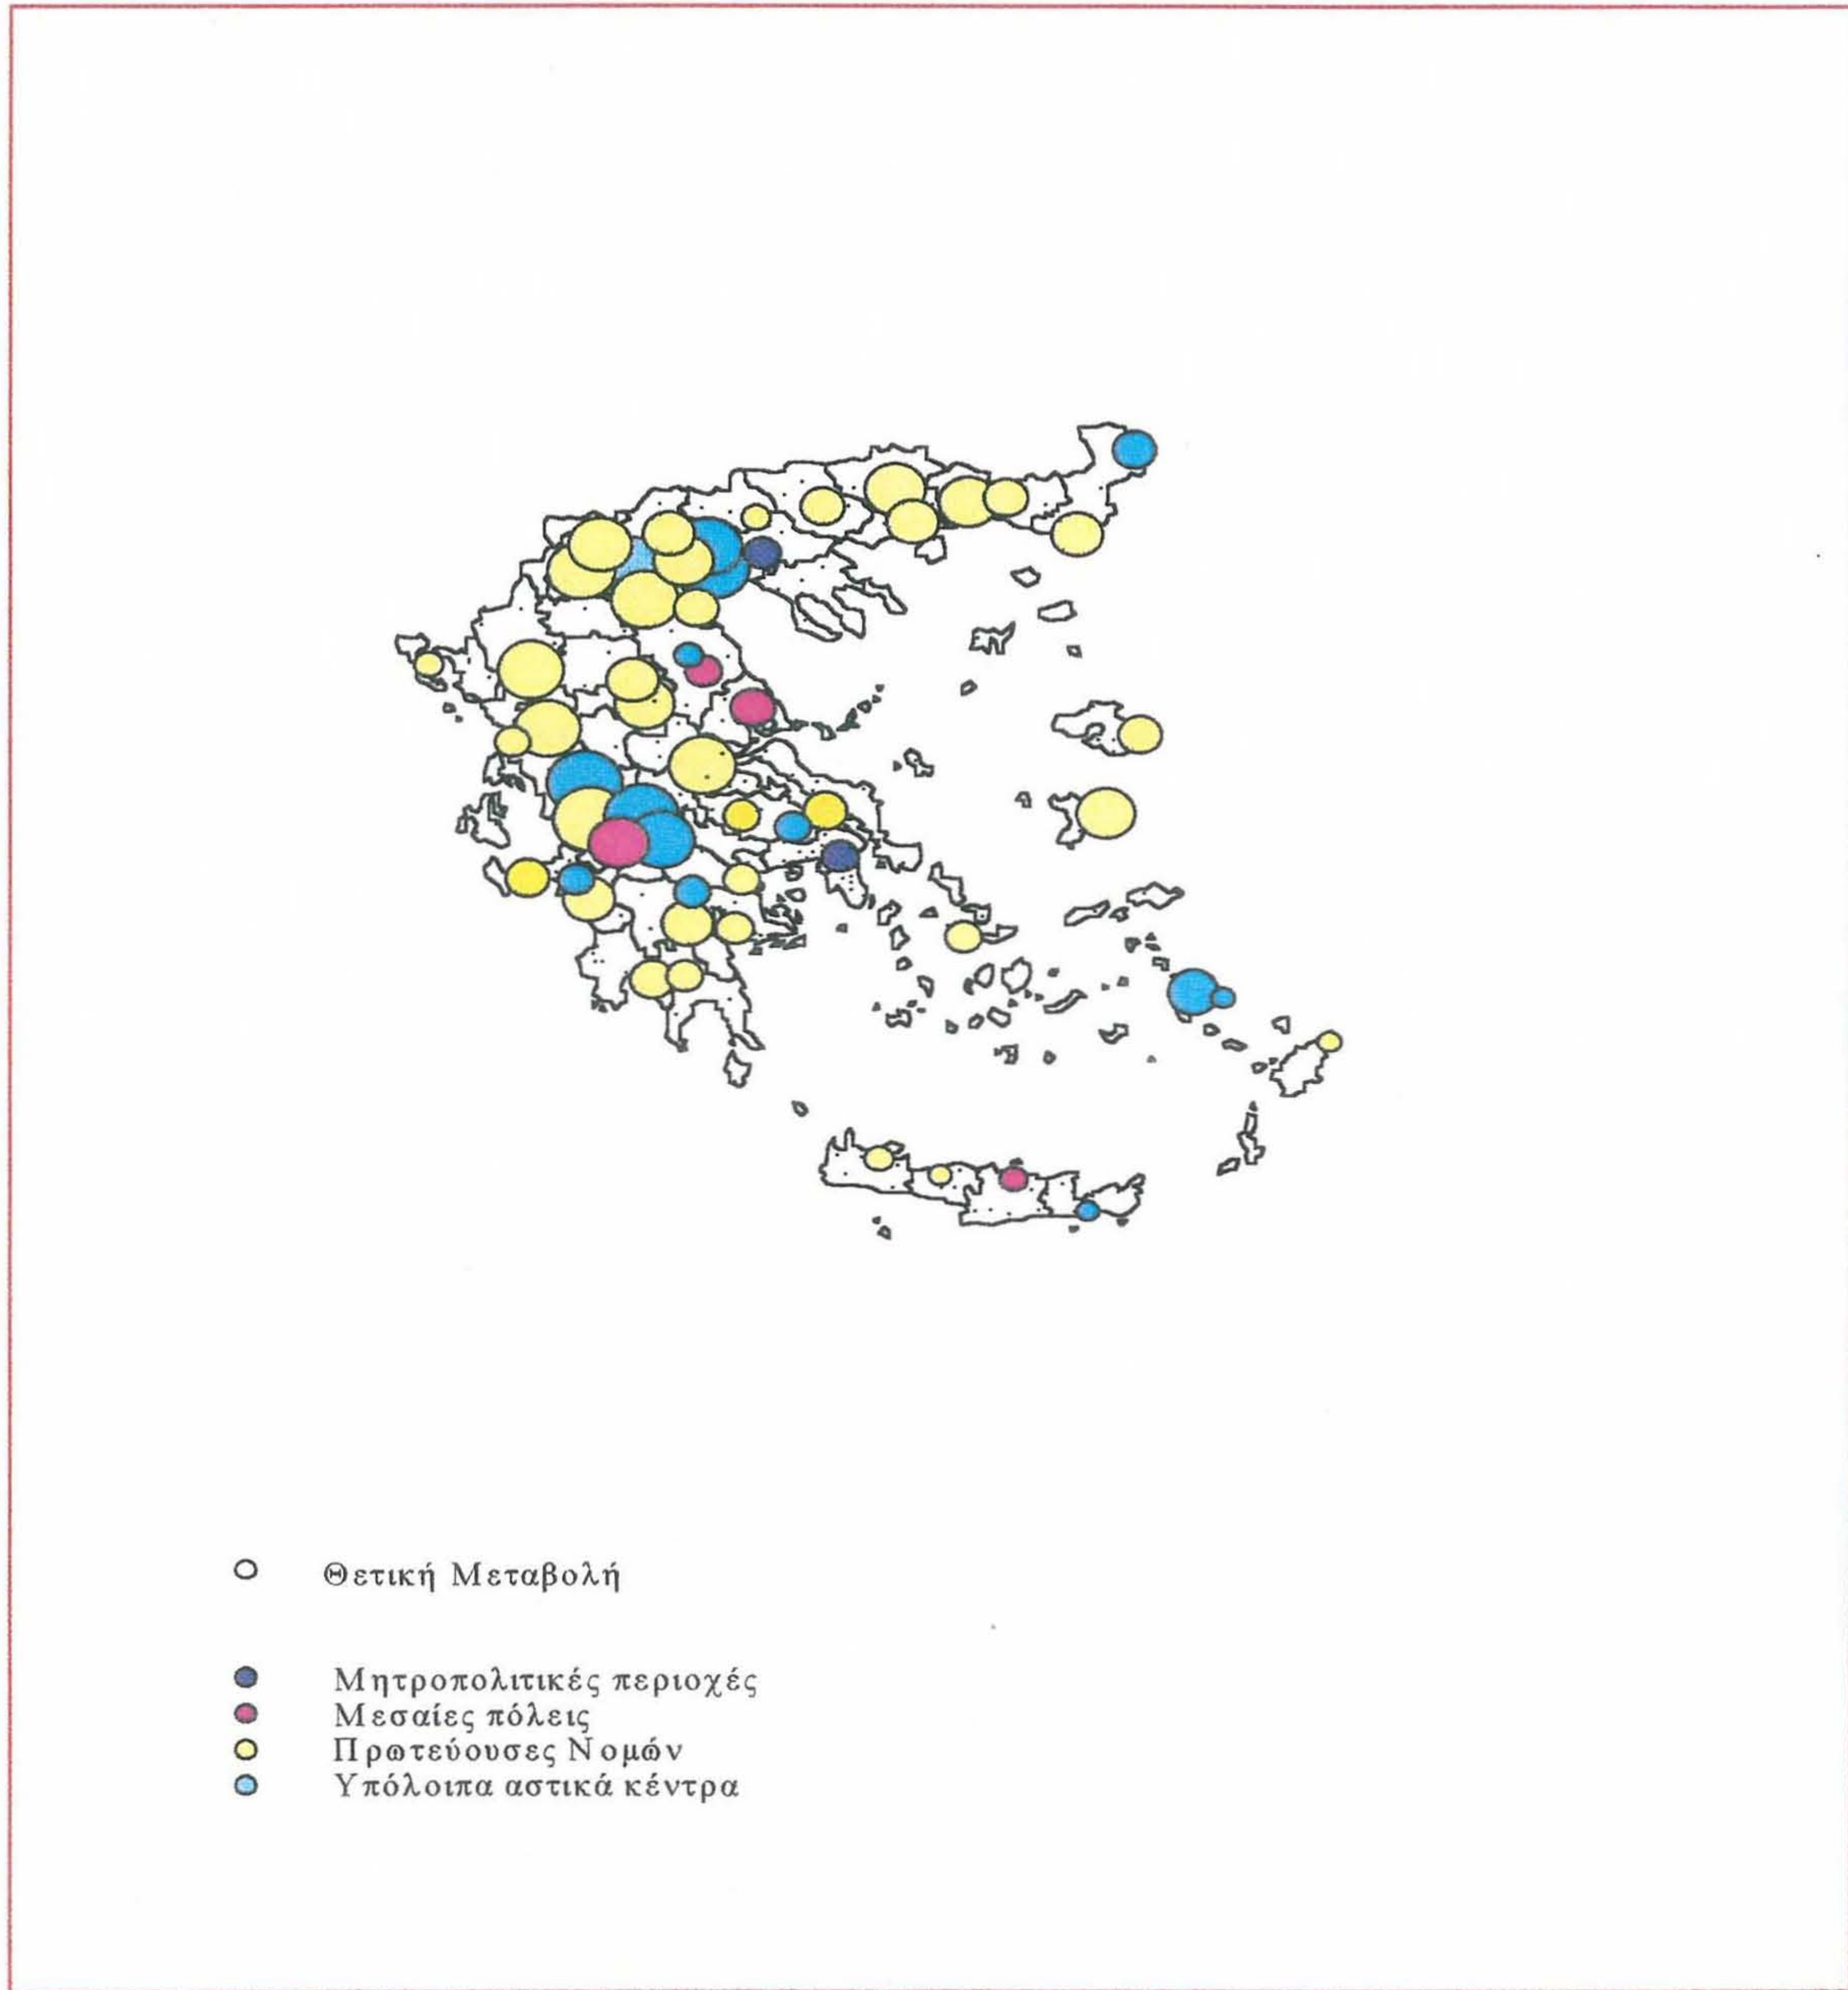 Θετική Μεταβολή
Μητροπολιτικές περιοχές
Μεσαίες πόλεις
Πρωτεύουσες Νομών
Υπόλοιπα αστικά κέντρα